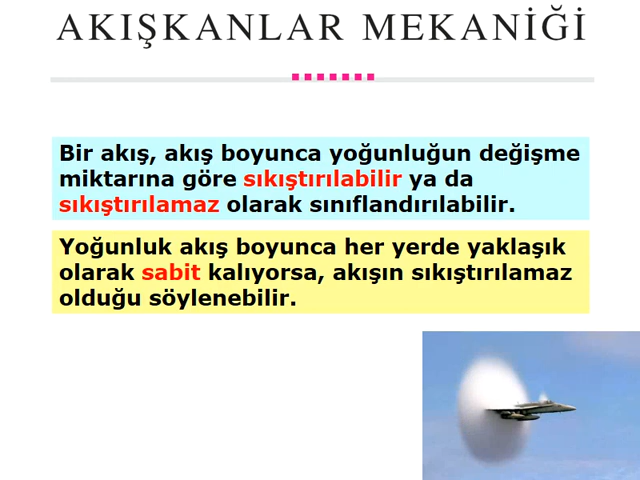 AKIŞKANLAR MEKANİĞİ
Bir akış, akış boyunca yoğunluğun değişme
miktarına göre sıkıştırılabilir ya da
sıkıştırılamaz olarak sınıflandırılabilir.
Yoğunluk akış boyunca her yerde yaklaşık
olarak sabit kalıyorsa, akışın sıkıştırılamaz
olduğu söylenebilir.